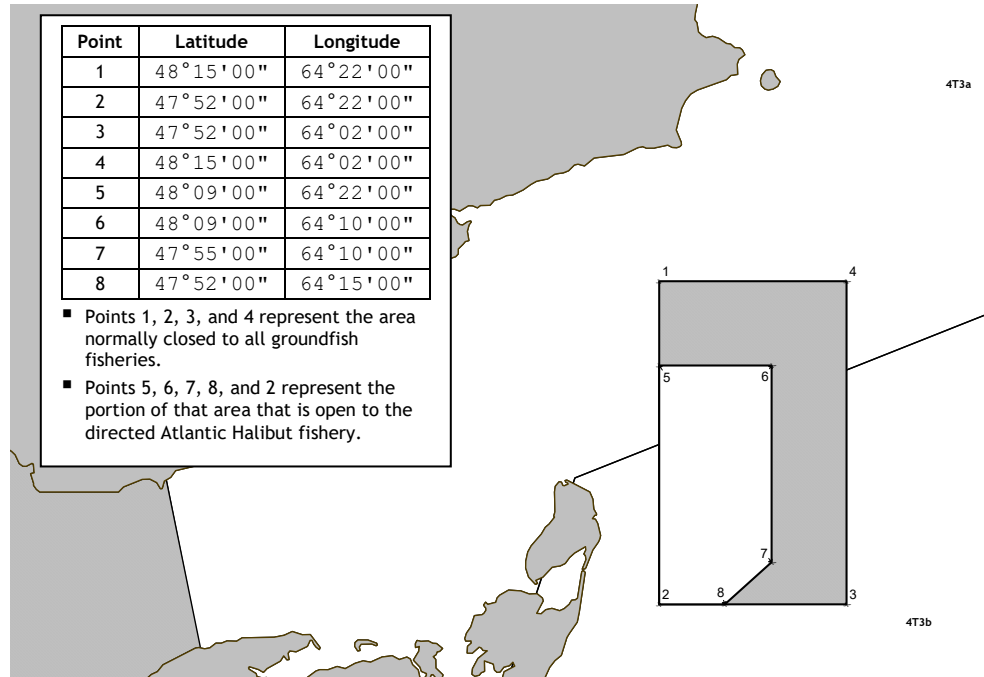 Point Latitude Longitude
1 48°15'00" 64°22'00"
2 47°52'00" 64°22'00"
3 47°52'00" 64°02'00"
4 48°15'00" 64°02'00"
5 48°09'00" 64°22'00"
6 48°09'00" 64°10'00"
7 47°55'00" 64°10'00"
8 47°52'00" 64°15'00"
▪ Points 1, 2, 3, and 4 represent the area
normally closed to all groundfish
fisheries.
▪ Points 5, 6, 7, 8, and 2 represent the
portion of that area that is open to the
directed Atlantic Halibut fishery.
4T3a
1 4
5 6
7
2 8 3
4T3b